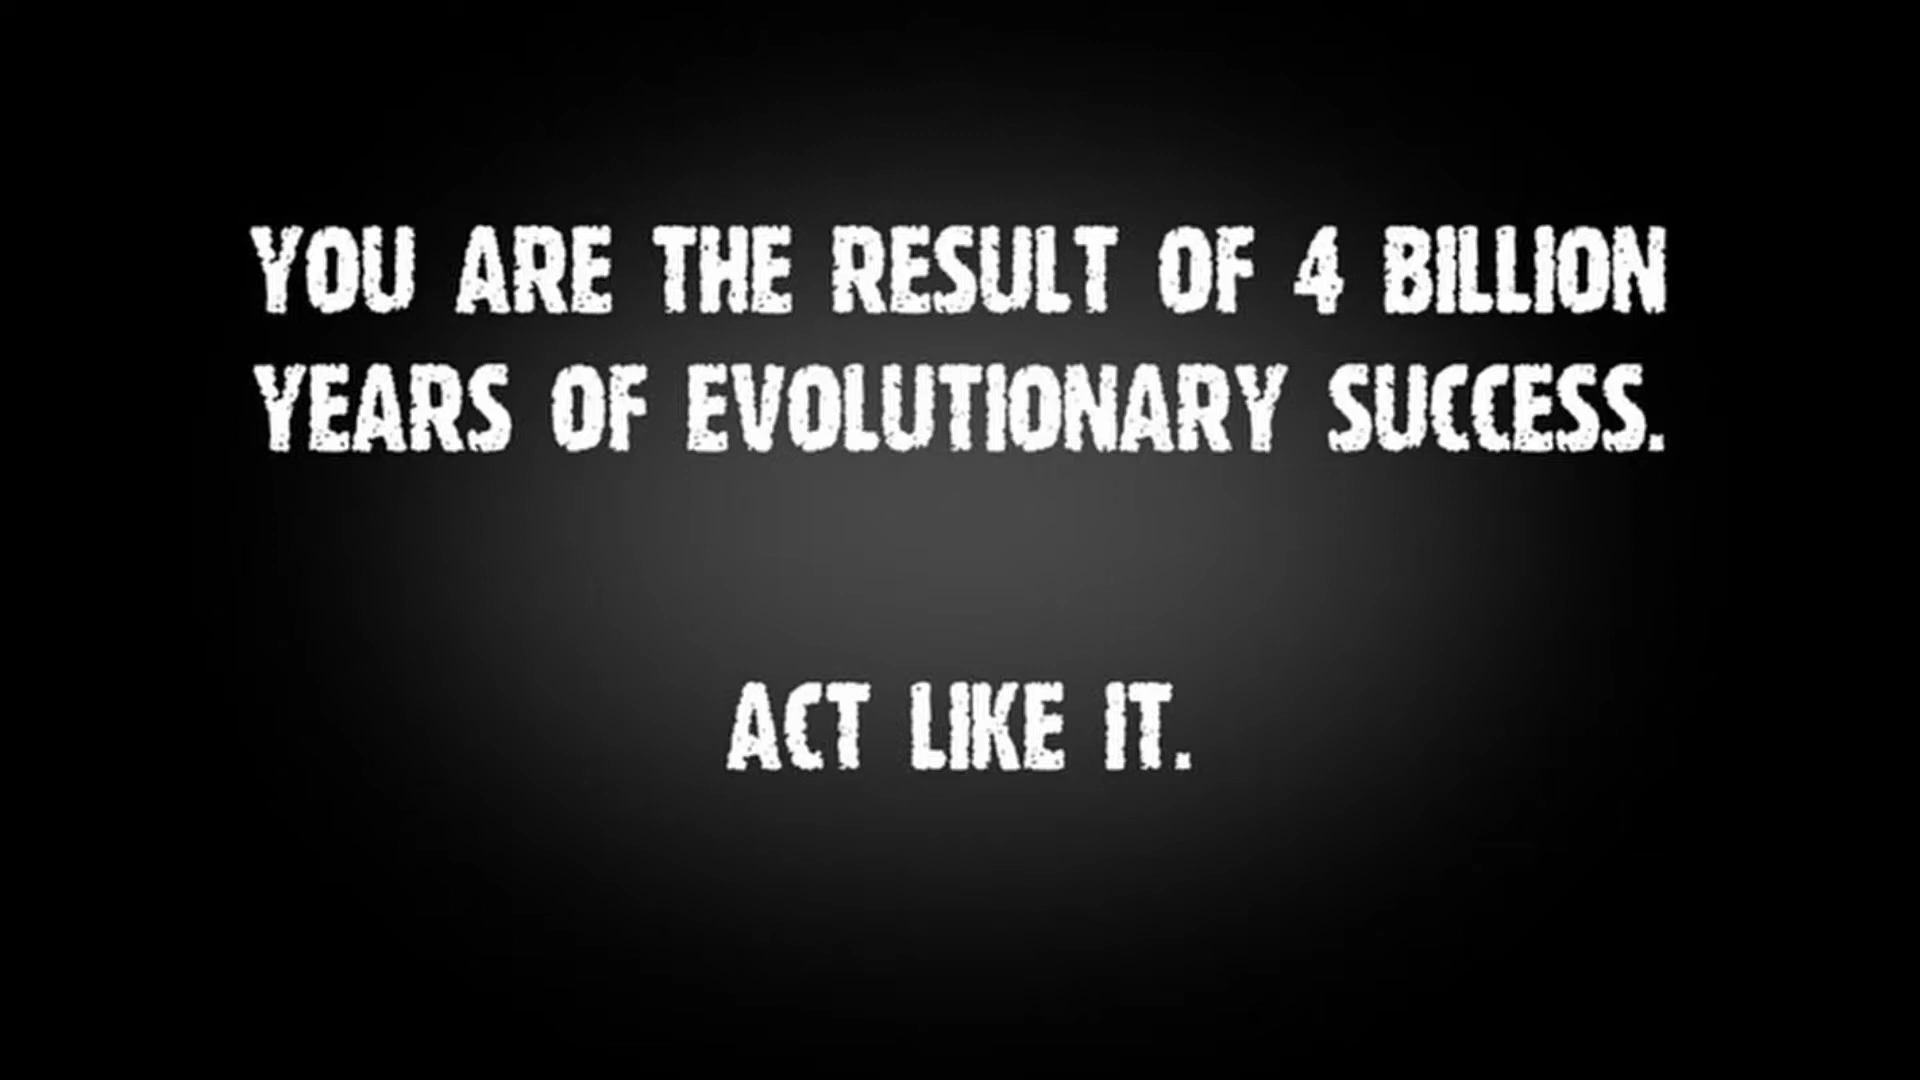 YOU ARE THE RESULT OF 4 BILLION
YEARS OF EVOLUTIONARY SUCCESS.
ACT LIKE IT.